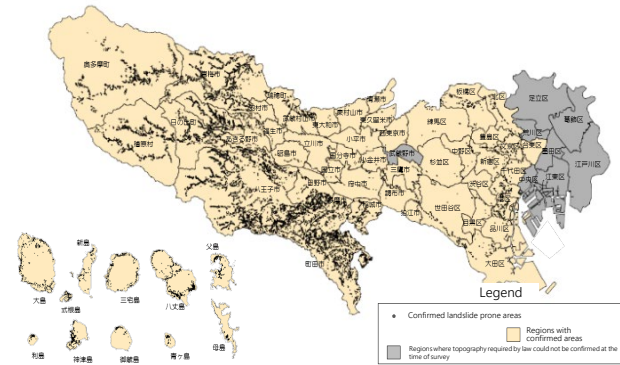 奥多摩町
青梅市
瑞穂町
日の出町
羽村市
武蔵村山市
東大和市
東村山市
清瀬市
東久留米市
檜原村
あきる野市
福生市
昭島市
立川市
小平市
西東京市
国分寺市
小金井市
武蔵野市
三鷹市
八王子市
日野市
国立市
府中市
調布市
稲城市
狛江市
町田市
板橋区
北区
足立区
葛飾区
練馬区
豊島区
荒川区
文京区
台東区
墨田区
中野区
杉並区
新宿区
千代田区
江戸川区
渋谷区
中央区
江東区
世田谷区
目黒区
品川区
大田区
新島
父島
大島
式根島
三宅島
八丈島
利島
神津島
御蔵島
青ヶ島
母島
Legend
Confirmed landslide prone areas
Regions with
confirmed areas
Regions where topography required by law could not be confirmed at the
time of survey